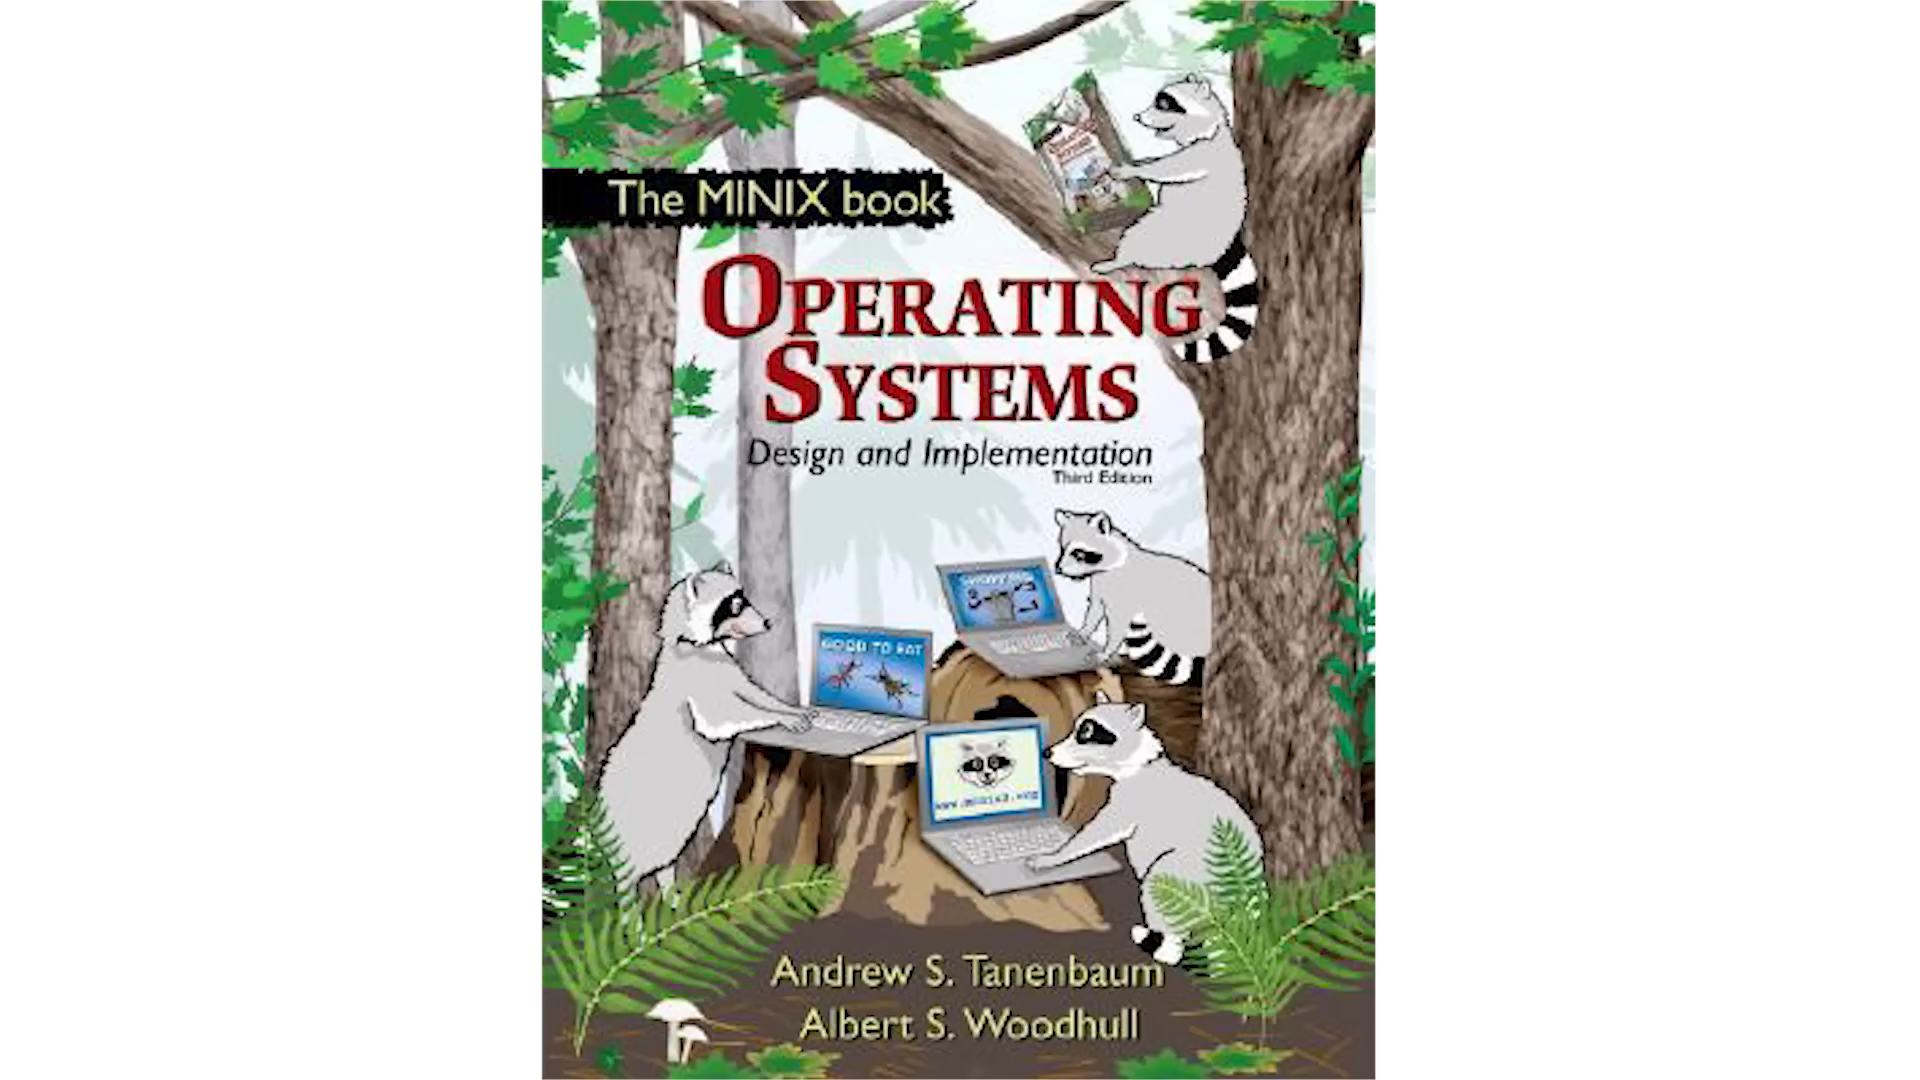 The MINIX book
OPERATING
SYSTEMS
Design and Implementation
Third Edition
GOOD TO EAT
Andrew S. Tanenbaum
Albert S. Woodhull